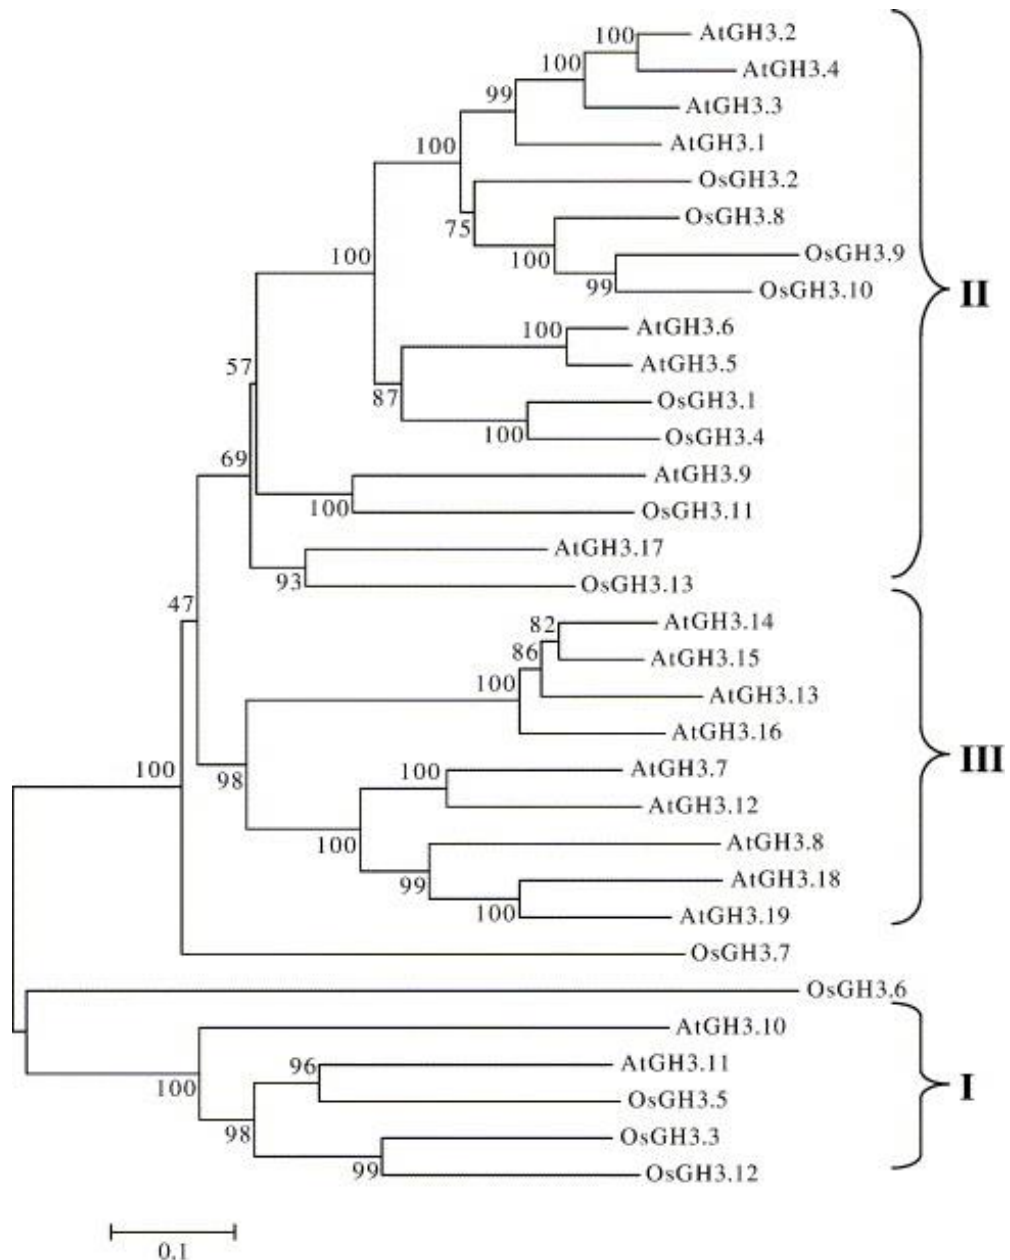 100 AtGH3.2
100 AtGH3.4
99 AtGH3.3
100 AtGH3.1
OsGH3.2
75 OsGH3.8
100 100 OsGH3.9
99 OsGH3.10
II
100 AtGH3.6
57 AtGH3.5
87 OsGH3.1
100 OsGH3.4
69 AtGH3.9
100 OsGH3.11
AtGH3.17
93 OsGH3.13
47 82 AtGH3.14
86 AtGH3.15
100 AtGH3.13
AtGH3.16
III
100 98 100 AtGH3.7
AtGH3.12
100 AtGH3.8
99 AtGH3.18
100 AtGH3.19
OsGH3.7
OsGH3.6
AtGH3.10
96 AtGH3.11
I
100 OsGH3.5
98 OsGH3.3
99 OsGH3.12
0.1